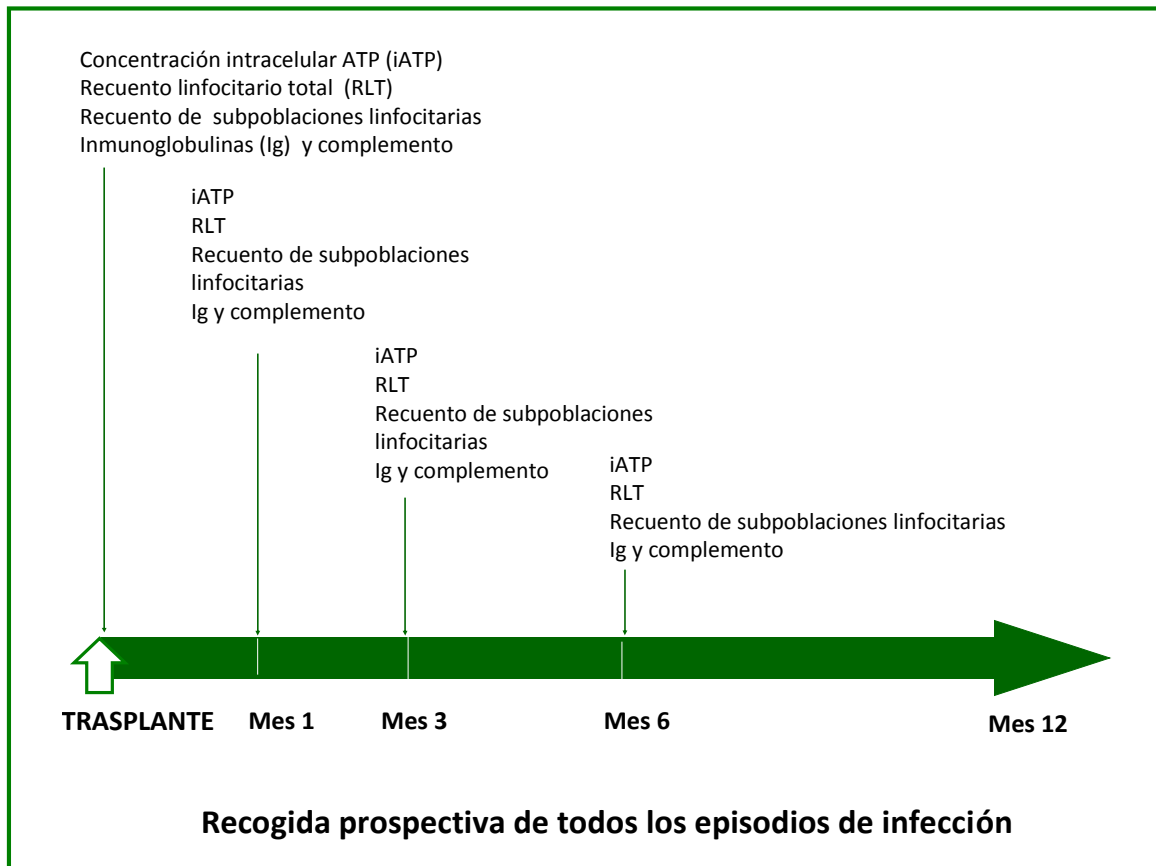 Concentración intracelular ATP (iATP)
Recuento linfocitario total (RLT)
Recuento de subpoblaciones linfocitarias
Inmunoglobulinas (Ig) y complemento
iATP
RLT
Recuento de subpoblaciones
linfocitarias
Ig y complemento
iATP
RLT
Recuento de subpoblaciones
linfocitarias
Ig y complemento
iATP
RLT
Recuento de subpoblaciones linfocitarias
Ig y complemento
TRASPLANTE
Mes 1
Mes 3
Mes 6
Mes 12
Recogida prospectiva de todos los episodios de infección